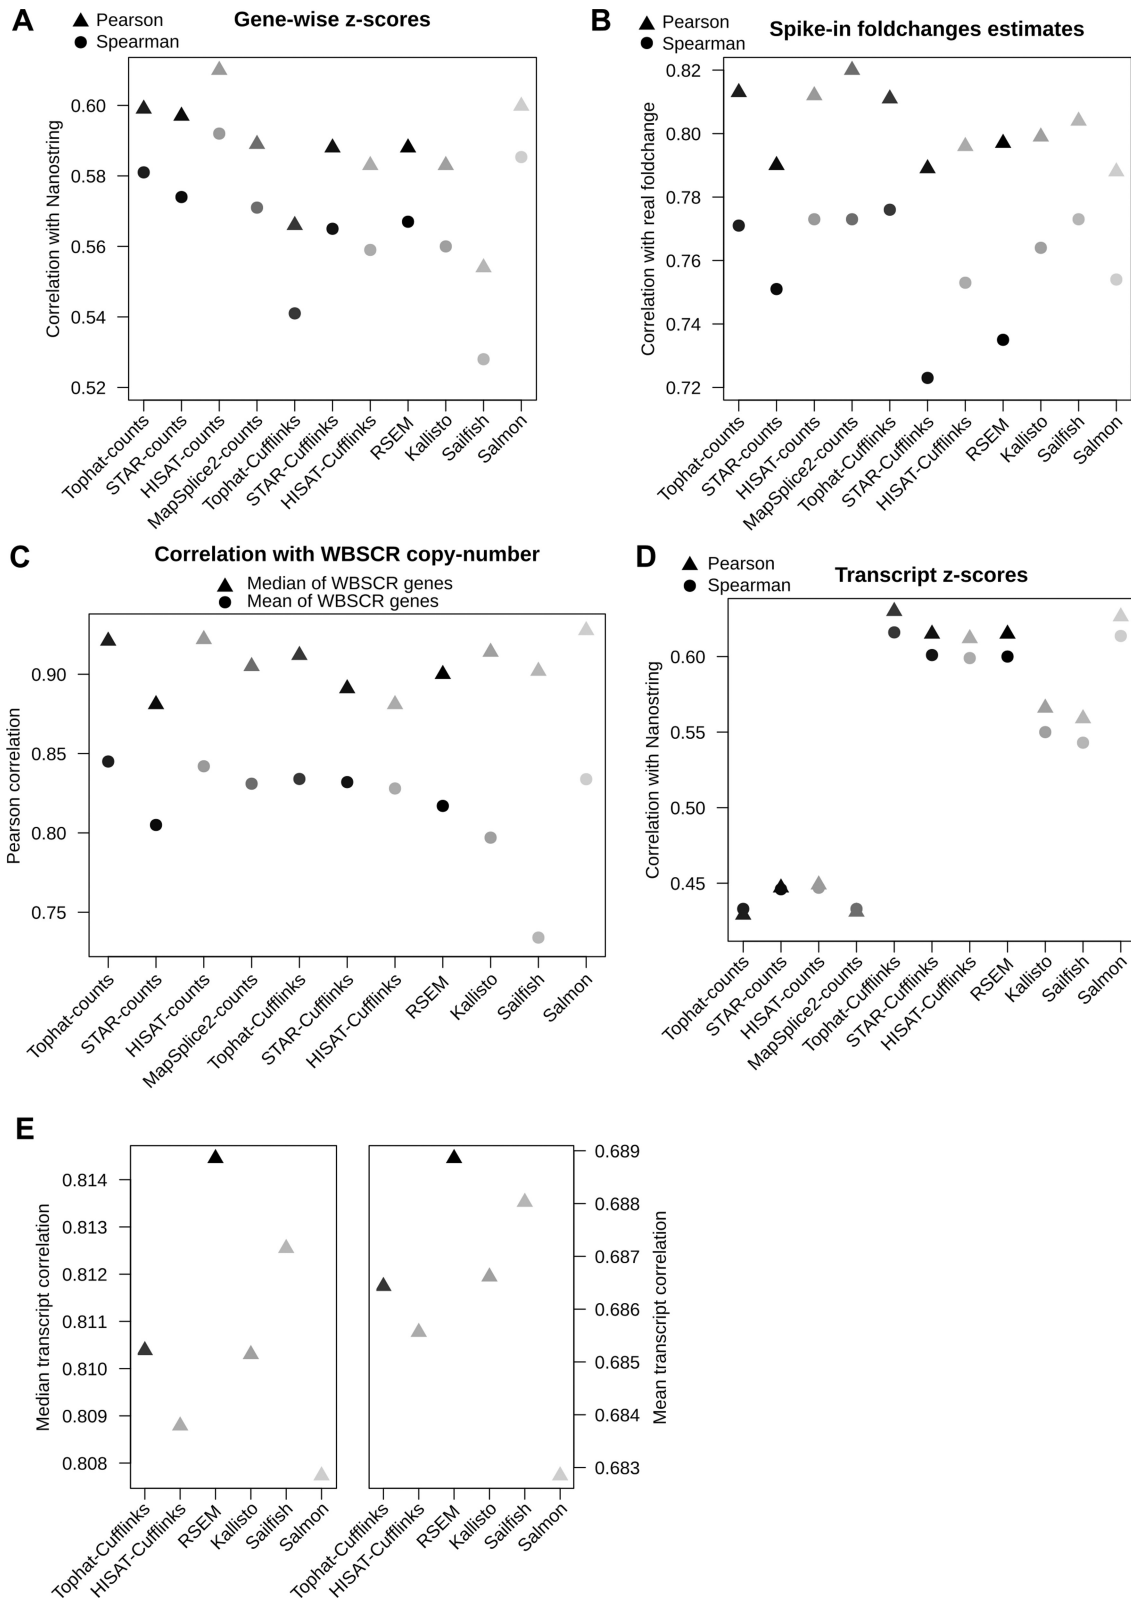 A
Pearson
Spearman
Gene-wise z-scores
Correlation with Nanostring
0.60
0.58
0.56
0.54
0.52
Tophat-counts
STAR-counts
HISAT-counts
MapSplice2-counts
Tophat-Cufflinks
STAR-Cufflinks
HISAT-Cufflinks
RSEM
Kallisto
Sailfish
Salmon
B
Pearson
Spearman
Spike-in foldchanges estimates
Correlation with real foldchange
0.82
0.80
0.78
0.76
0.74
0.72
Tophat-counts
STAR-counts
HISAT-counts
MapSplice2-counts
Tophat-Cufflinks
STAR-Cufflinks
HISAT-Cufflinks
RSEM
Kallisto
Sailfish
Salmon
C
Correlation with WBSCR copy-number
Median of WBSCR genes
Mean of WBSCR genes
Pearson correlation
0.90
0.85
0.80
0.75
Tophat-counts
STAR-counts
HISAT-counts
MapSplice2-counts
Tophat-Cufflinks
STAR-Cufflinks
HISAT-Cufflinks
RSEM
Kallisto
Sailfish
Salmon
D
Pearson
Spearman
Transcript z-scores
Correlation with Nanostring
0.60
0.55
0.50
0.45
Tophat-counts
STAR-counts
HISAT-counts
MapSplice2-counts
Tophat-Cufflinks
STAR-Cufflinks
HISAT-Cufflinks
RSEM
Kallisto
Sailfish
Salmon
E
Median transcript correlation
0.814
0.813
0.812
0.811
0.810
0.809
0.808
Tophat-Cufflinks
HISAT-Cufflinks
RSEM
Kallisto
Sailfish
Salmon
0.689
0.688
0.687
0.686
0.685
0.684
0.683
Mean transcript correlation
Tophat-Cufflinks
HISAT-Cufflinks
RSEM
Kallisto
Sailfish
Salmon